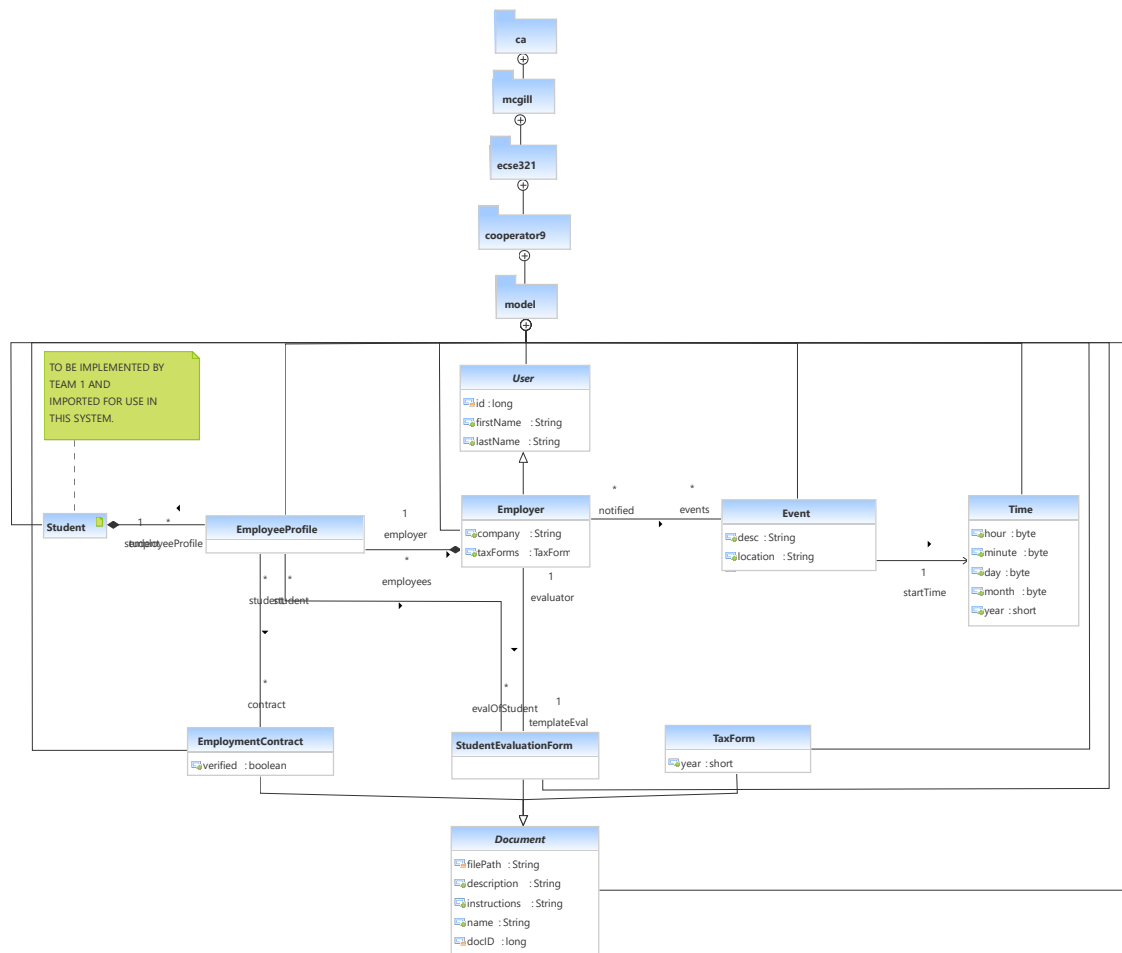 ca
mcgill
ecse321
cooperator9
model
TO BE IMPLEMENTED BY
TEAM 1 AND
IMPORTED FOR USE IN
THIS SYSTEM.
User
id : long
firstName : String
lastName : String
Student
1
*
student
employeeProfile
EmployeeProfile
1
employer
*
employees
Employer
company : String
taxForms : TaxForm
*
notified
*
events
Event
desc : String
location : String
1
startTime
Time
hour : byte
minute : byte
day : byte
month : byte
year : short
*
student
*
student
1
evaluator
*
contract
*
evalOfStudent
1
templateEval
EmploymentContract
verified : boolean
StudentEvaluationForm
TaxForm
year : short
Document
filePath : String
description : String
instructions : String
name : String
docID : long